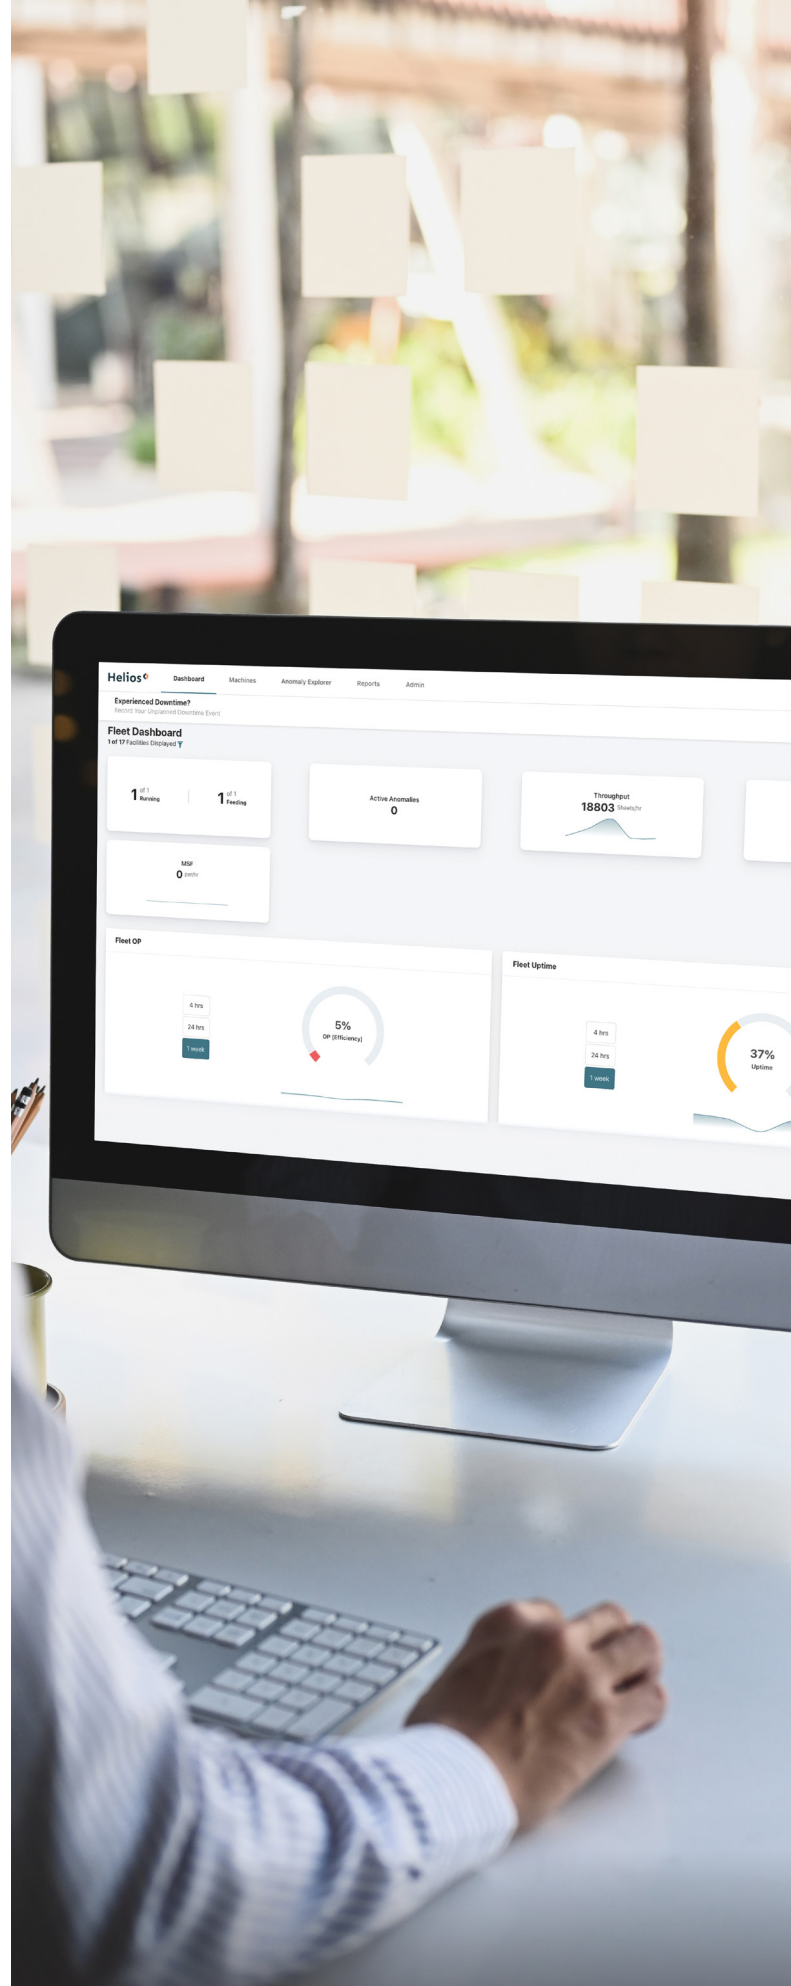 Helios
Dashboard Machines Anomaly Explorer Reports Admin
Experienced Downtime?
Record Your Unplanned Downtime Event
Fleet Dashboard
1 of 17 Facilities Displayed
1 of 1 Running
1 of 1 Feeding
Active Anomalies
0
Throughput
18803 Sheets/hr
MSF
0 per/hr
Fleet OP
4 hrs
24 hrs
1 week
5%
OP (Efficiency)
Fleet Uptime
4 hrs
24 hrs
1 week
37%
Uptime